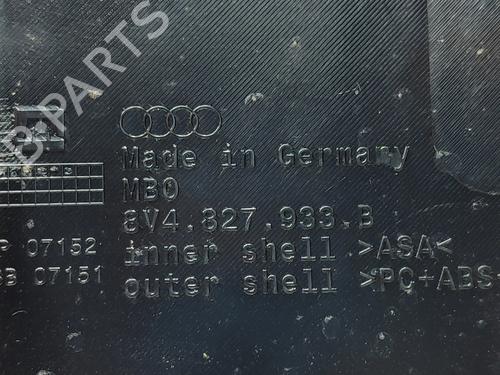 B-PARTS
Made in Germany
MB0
8V4.827.933.B
P 07152 inner shell >ASA<
B 07151 outer shell >PC+ABS